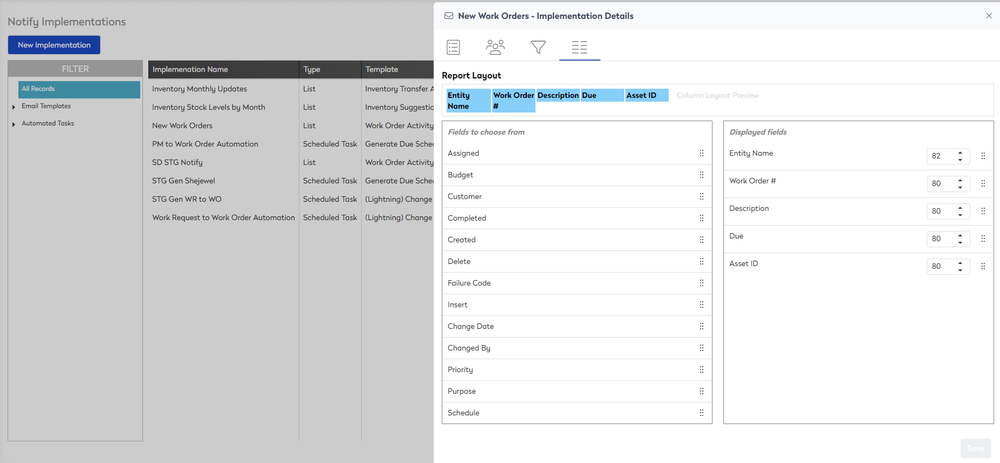 Notify Implementations
New Implementation
FILTER
All Records
Email Templates
Automated Tasks
Implemenation Name Type Template
Inventory Monthly Updates List Inventory Transfer A
Inventory Stock Levels by Month List Inventory Suggestio
New Work Orders List Work Order Activity
PM to Work Order Automation Scheduled Task Generate Due Sche
SD STG Notify List Work Order Activity
STG Gen Shejewel Scheduled Task Generate Due Sche
STG Gen WR to WO Scheduled Task (Lightning) Change
Work Request to Work Order Automation Scheduled Task (Lightning) Change
New Work Orders - Implementation Details
Report Layout
Entity Name Work Order # Description Due Asset ID Column Layout Preview
Fields to choose from
Assigned
Budget
Customer
Completed
Created
Delete
Failure Code
Insert
Change Date
Changed By
Priority
Purpose
Schedule
Displayed fields
Entity Name 82
Work Order # 80
Description 80
Due 80
Asset ID 80
Save